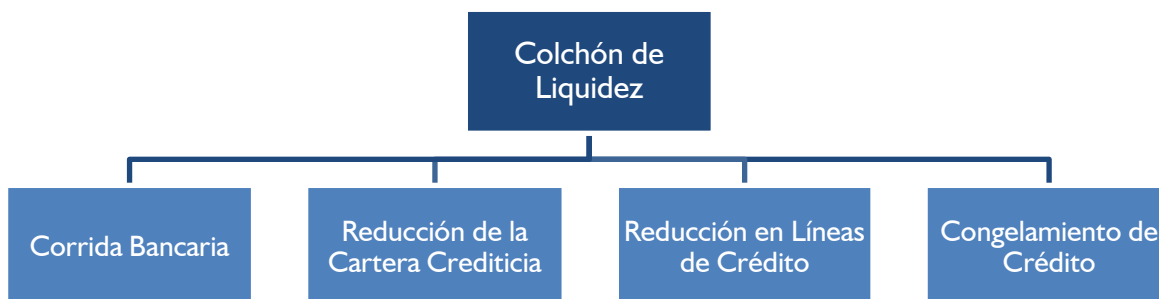 Colchón de
Liquidez
Corrida Bancaria
Reducción de la
Cartera Crediticia
Reducción en Líneas
de Crédito
Congelamiento de
Crédito